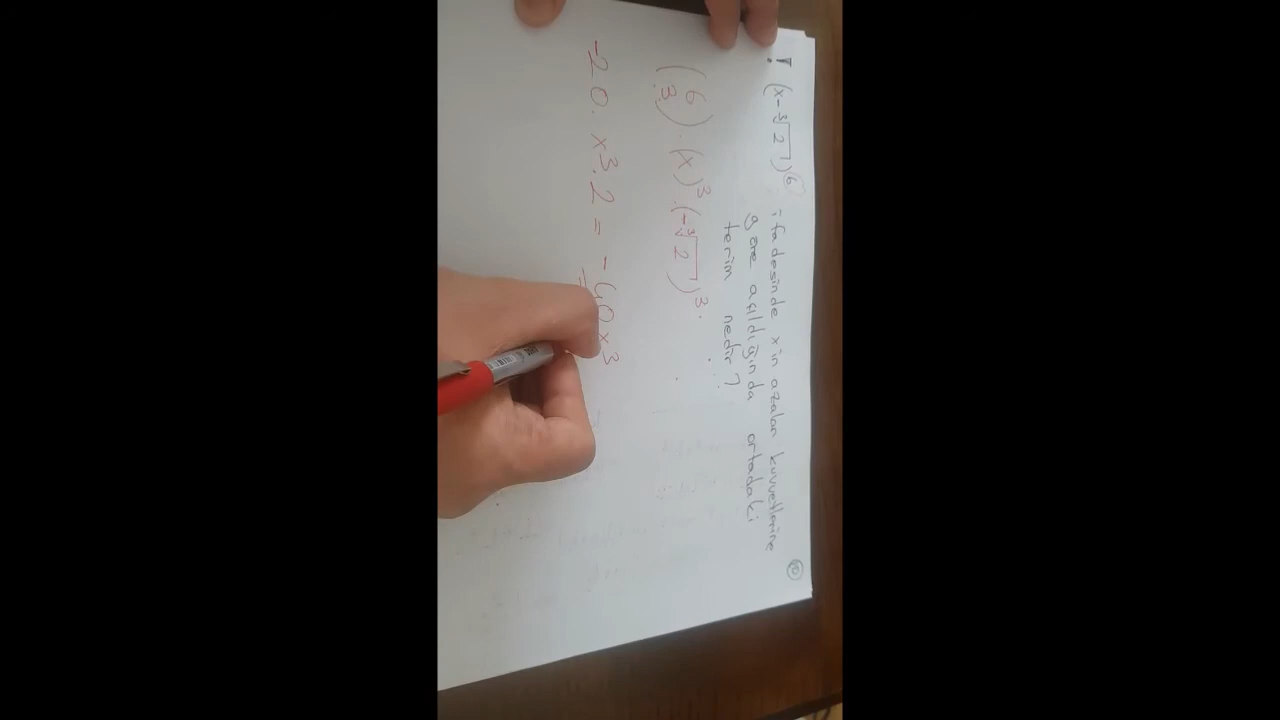 ! (x-∛2)⁶ ifadesinde x in azalan kuvvetlerine
göre açıldığında ortadaki
terim nedir?
10
(6 3) . (x)³ . (-∛2)³ .
-20 . x³ . 2 = -40x³